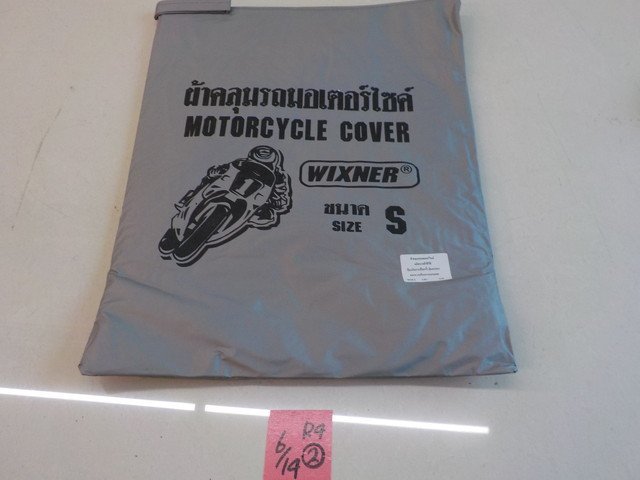 ผ้าคลุมรถมอเตอร์ไซค์
MOTORCYCLE COVER
1
WIXNER®
ขนาด S
SIZE
R4
6/14 ②